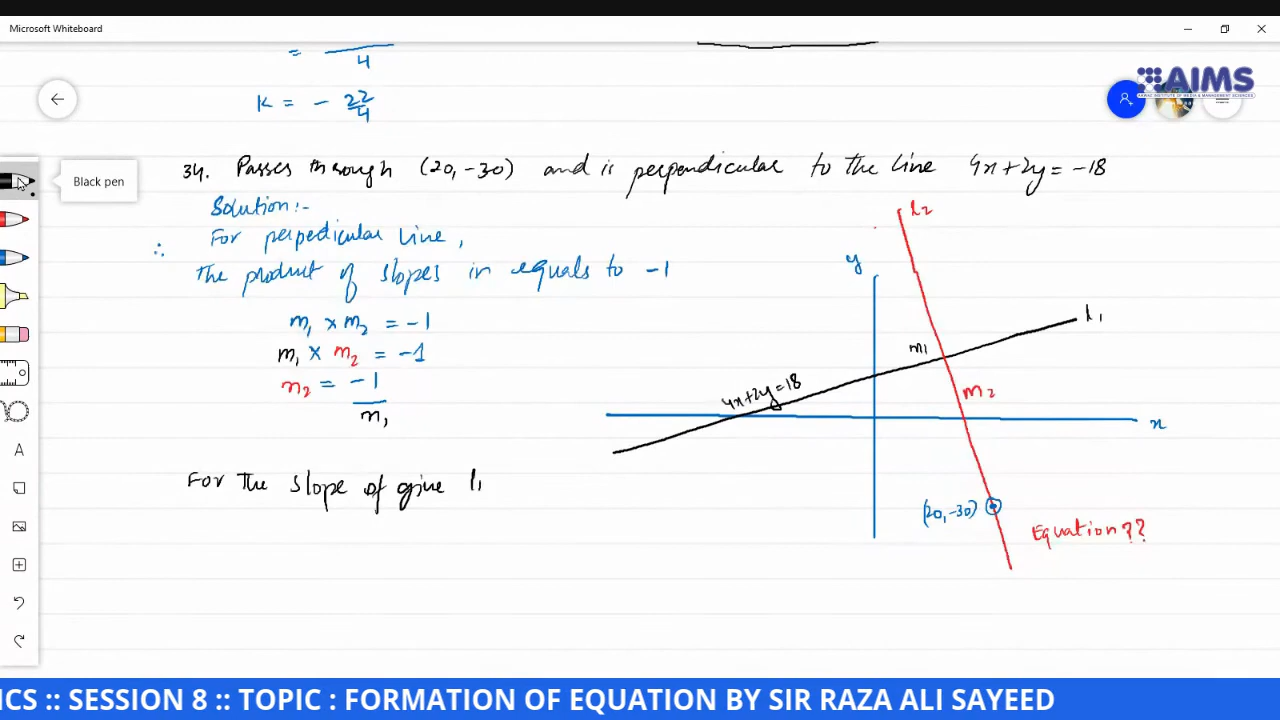 Microsoft Whiteboard
AIMS
= 4
K = - 22/4
Black pen
34. Passes through (20, -30) and is perpendicular to the line 4x+2y = -18
Solution:-
∴ For perpedicular line,
The product of slopes in equals to -1
m₁ × m₂ = -1
m₁ × m₂ = -1
m₂ = -1/m₁
For the slope of give l₁
l₂
y
l₁
m₁
4x+2y=18
m₂
x
(20,-30)
Equation??
A
ICS :: SESSION 8 :: TOPIC : FORMATION OF EQUATION BY SIR RAZA ALI SAYEED